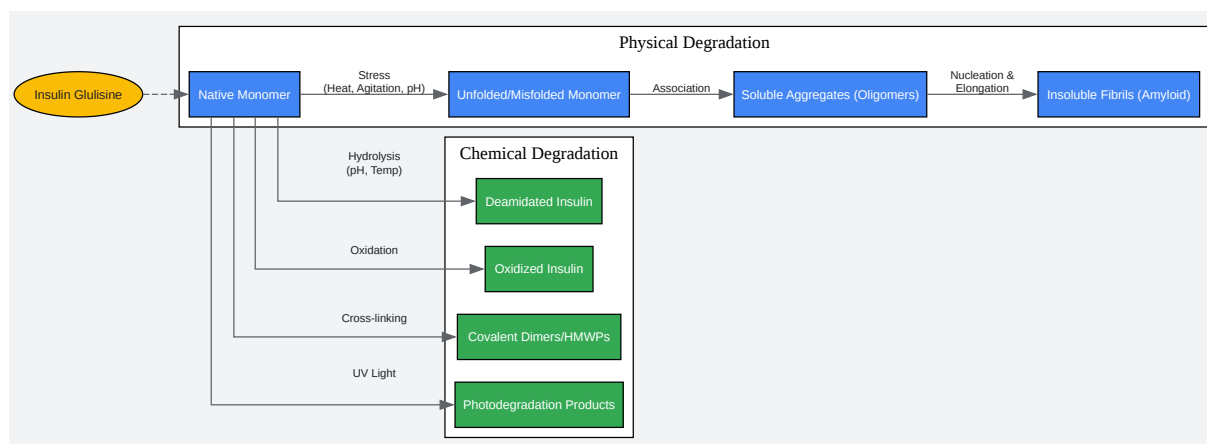 Physical Degradation
Insulin Glulisine
Native Monomer
Stress
(Heat, Agitation, pH)
Unfolded/Misfolded Monomer
Association
Soluble Aggregates (Oligomers)
Nucleation &
Elongation
Insoluble Fibrils (Amyloid)
Chemical Degradation
Hydrolysis
(pH, Temp)
Deamidated Insulin
Oxidation
Oxidized Insulin
Cross-linking
Covalent Dimers/HMWPs
UV Light
Photodegradation Products